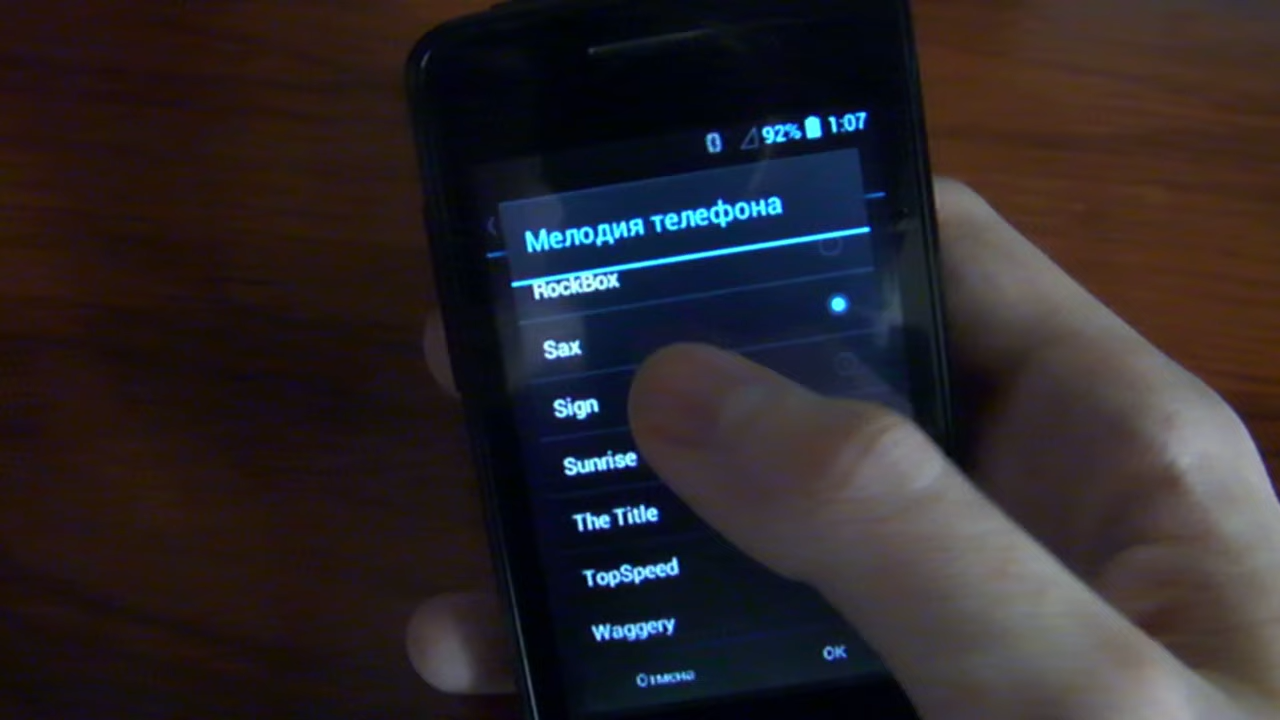 92% 1:07
Мелодия телефона
RockBox
Sax
Sign
Sunrise
The Title
TopSpeed
Waggery
Отмена OK